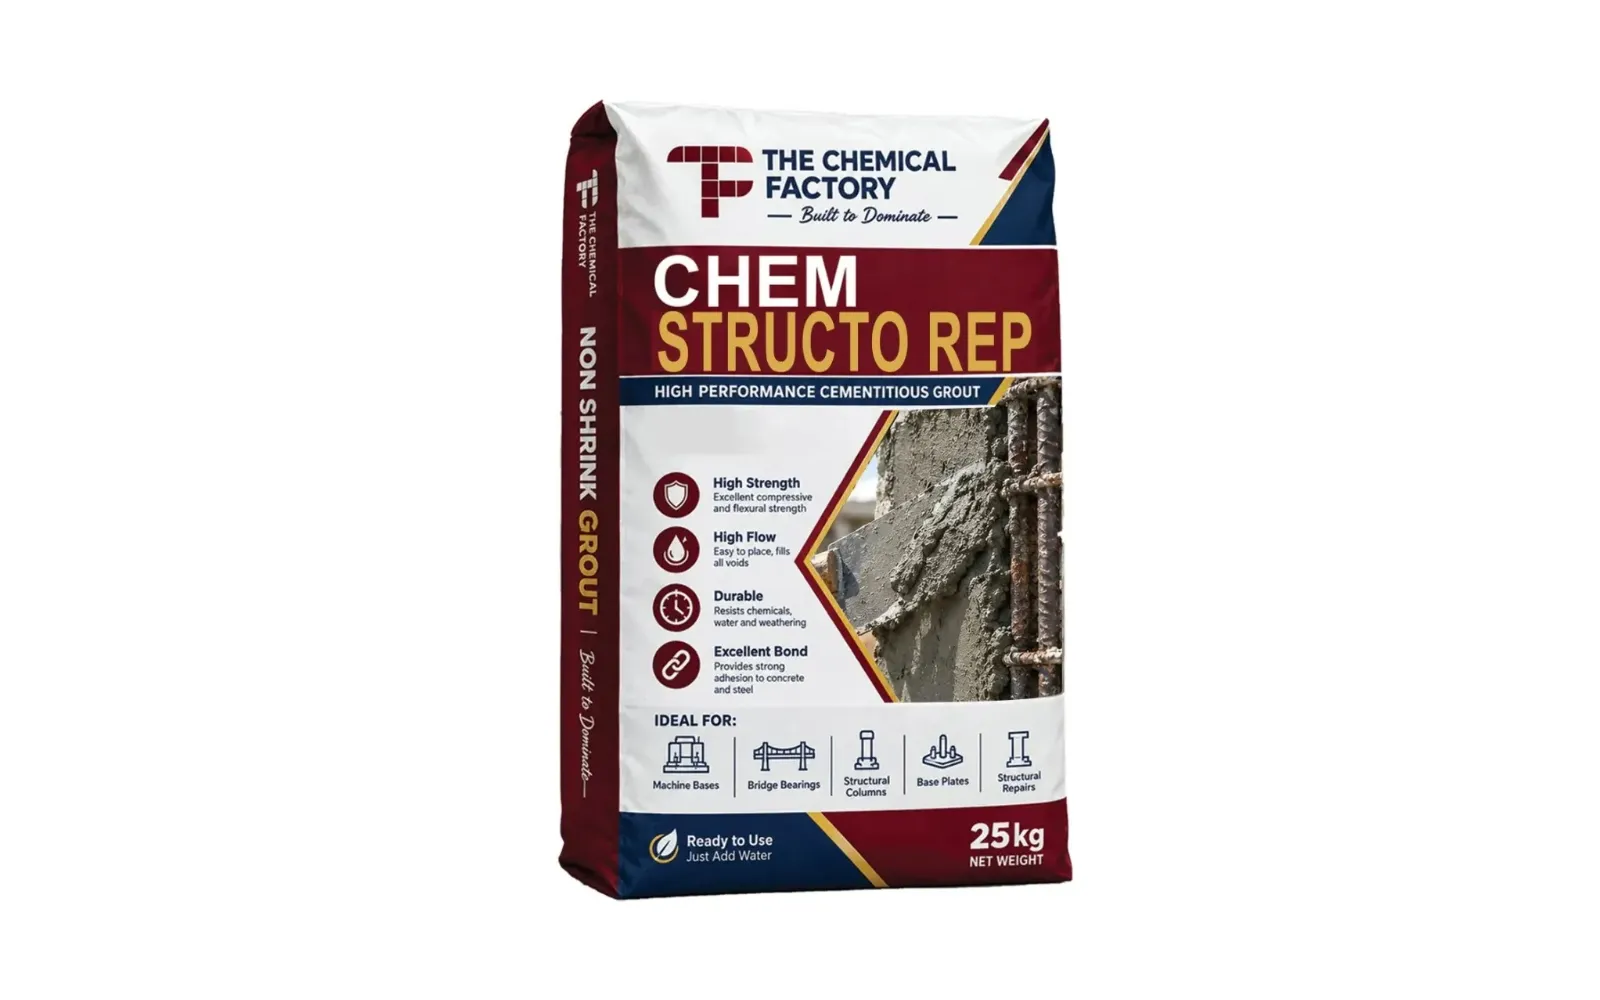 THE CHEMICAL
FACTORY
Built to Dominate
CHEM
STRUCTO REP
HIGH PERFORMANCE CEMENTITIOUS GROUT
High Strength
Excellent compressive
and flexural strength
High Flow
Easy to place, fills
all voids
Durable
Resists chemicals,
water and weathering
Excellent Bond
Provides strong
adhesion to concrete
and steel
IDEAL FOR:
Machine Bases
Bridge Bearings
Structural
Columns
Base Plates
Structural
Repairs
Ready to Use
Just Add Water
25kg
NET WEIGHT
THE CHEMICAL
FACTORY
NON SHRINK GROUT | Built to Dominate